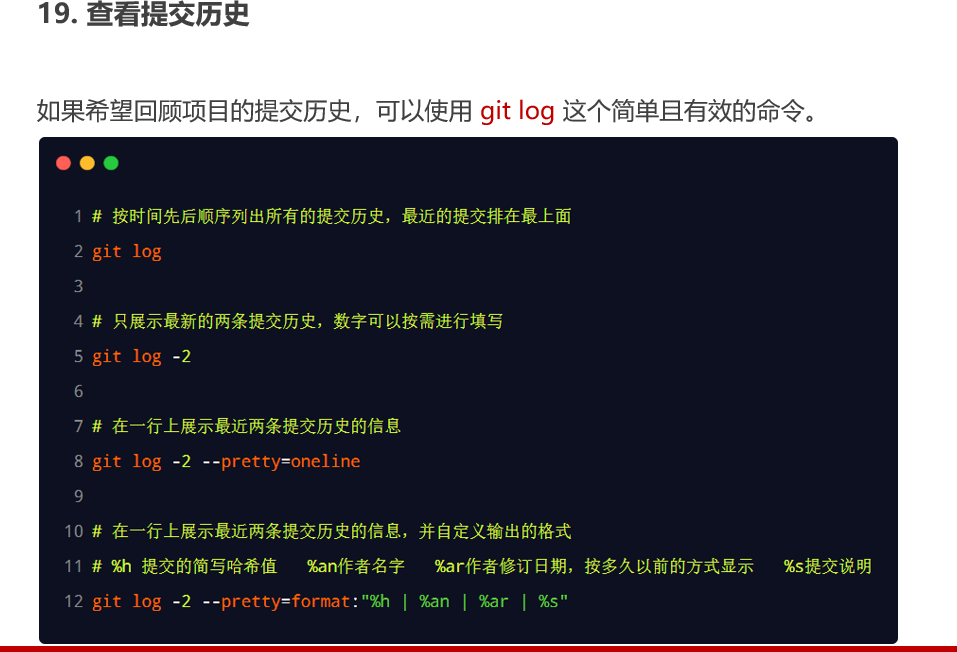 19. 查看提交历史
如果希望回顾项目的提交历史，可以使用 git log 这个简单且有效的命令。
1 # 按时间先后顺序列出所有的提交历史，最近的提交排在最上面
2 git log
3
4 # 只展示最新的两条提交历史，数字可以按需进行填写
5 git log -2
6
7 # 在一行上展示最近两条提交历史的信息
8 git log -2 --pretty=oneline
9
10 # 在一行上展示最近两条提交历史的信息，并自定义输出的格式
11 # %h 提交的简写哈希值   %an作者名字   %ar作者修订日期，按多久以前的方式显示   %s提交说明
12 git log -2 --pretty=format:"%h | %an | %ar | %s"